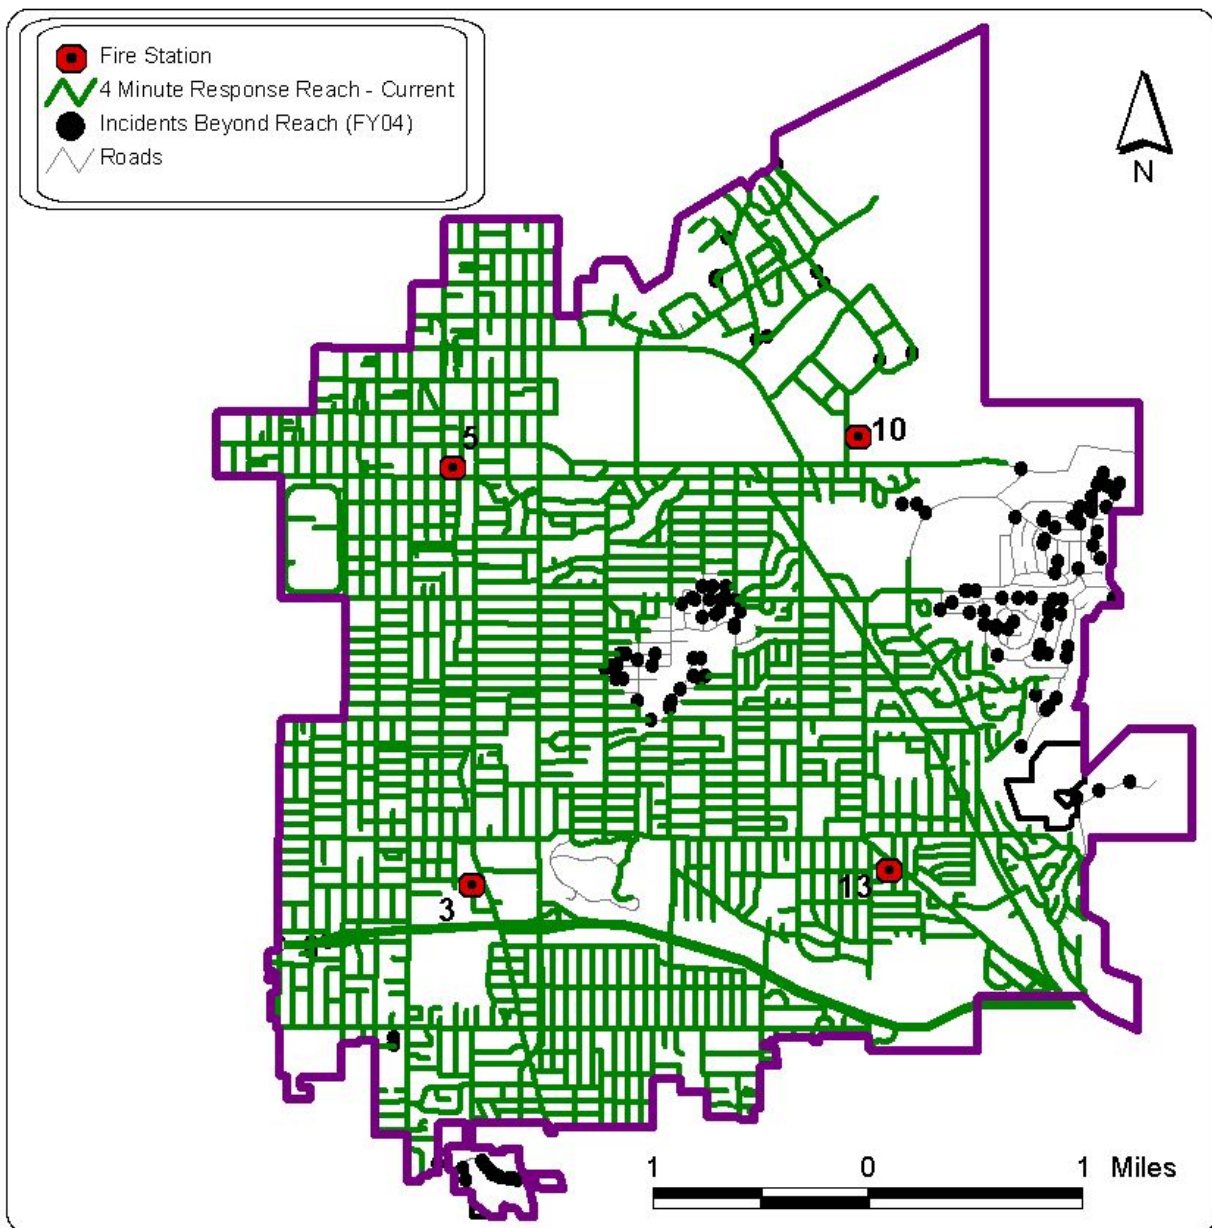 Fire Station
4 Minute Response Reach - Current
Incidents Beyond Reach (FY04)
Roads
N
5
10
13
3
1 0 1 Miles